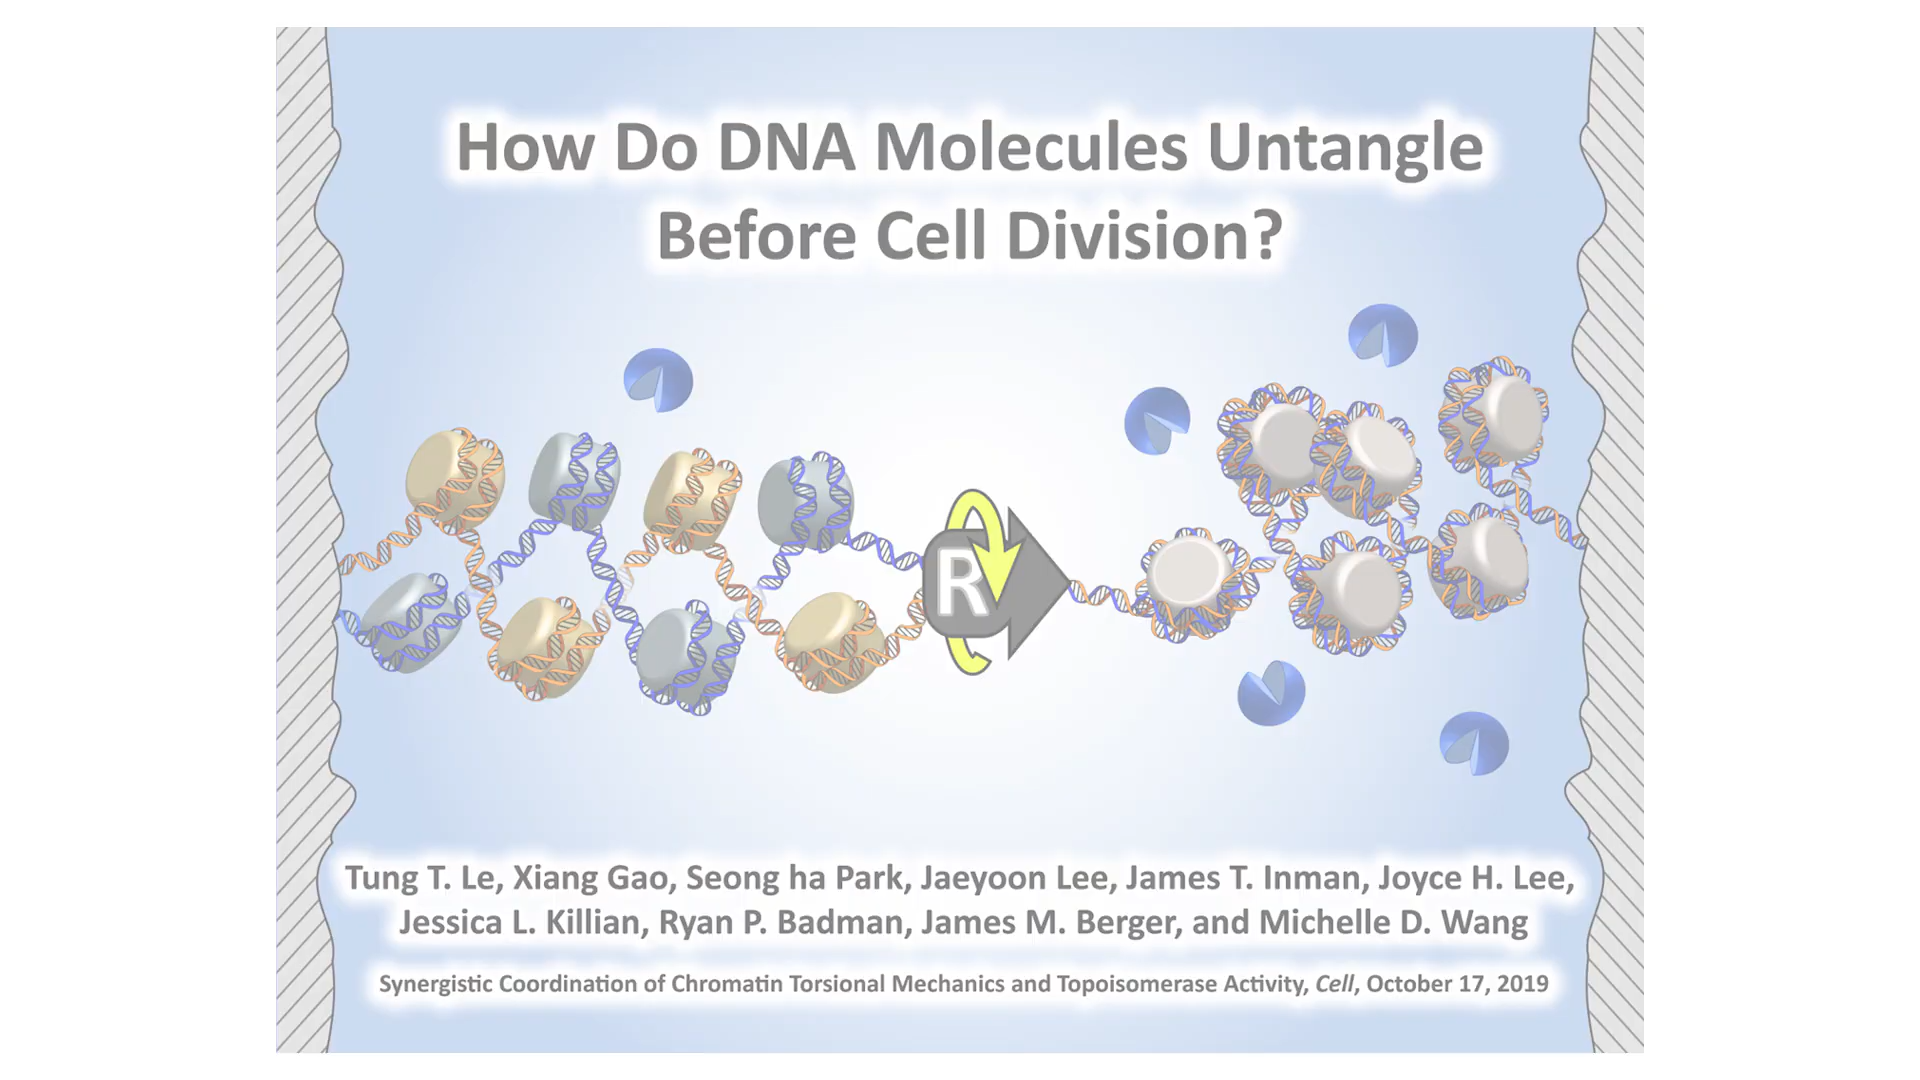 How Do DNA Molecules Untangle
Before Cell Division?
R
Tung T. Le, Xiang Gao, Seong ha Park, Jaeyoon Lee, James T. Inman, Joyce H. Lee,
Jessica L. Killian, Ryan P. Badman, James M. Berger, and Michelle D. Wang
Synergistic Coordination of Chromatin Torsional Mechanics and Topoisomerase Activity, Cell, October 17, 2019